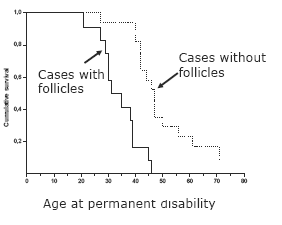 1,0
0,8
0,6
0,4
0,2
Cumulative survival
Cases with
follicles
Cases without
follicles
0 10 20 30 40 50 60 70 80
Age at permanent disability